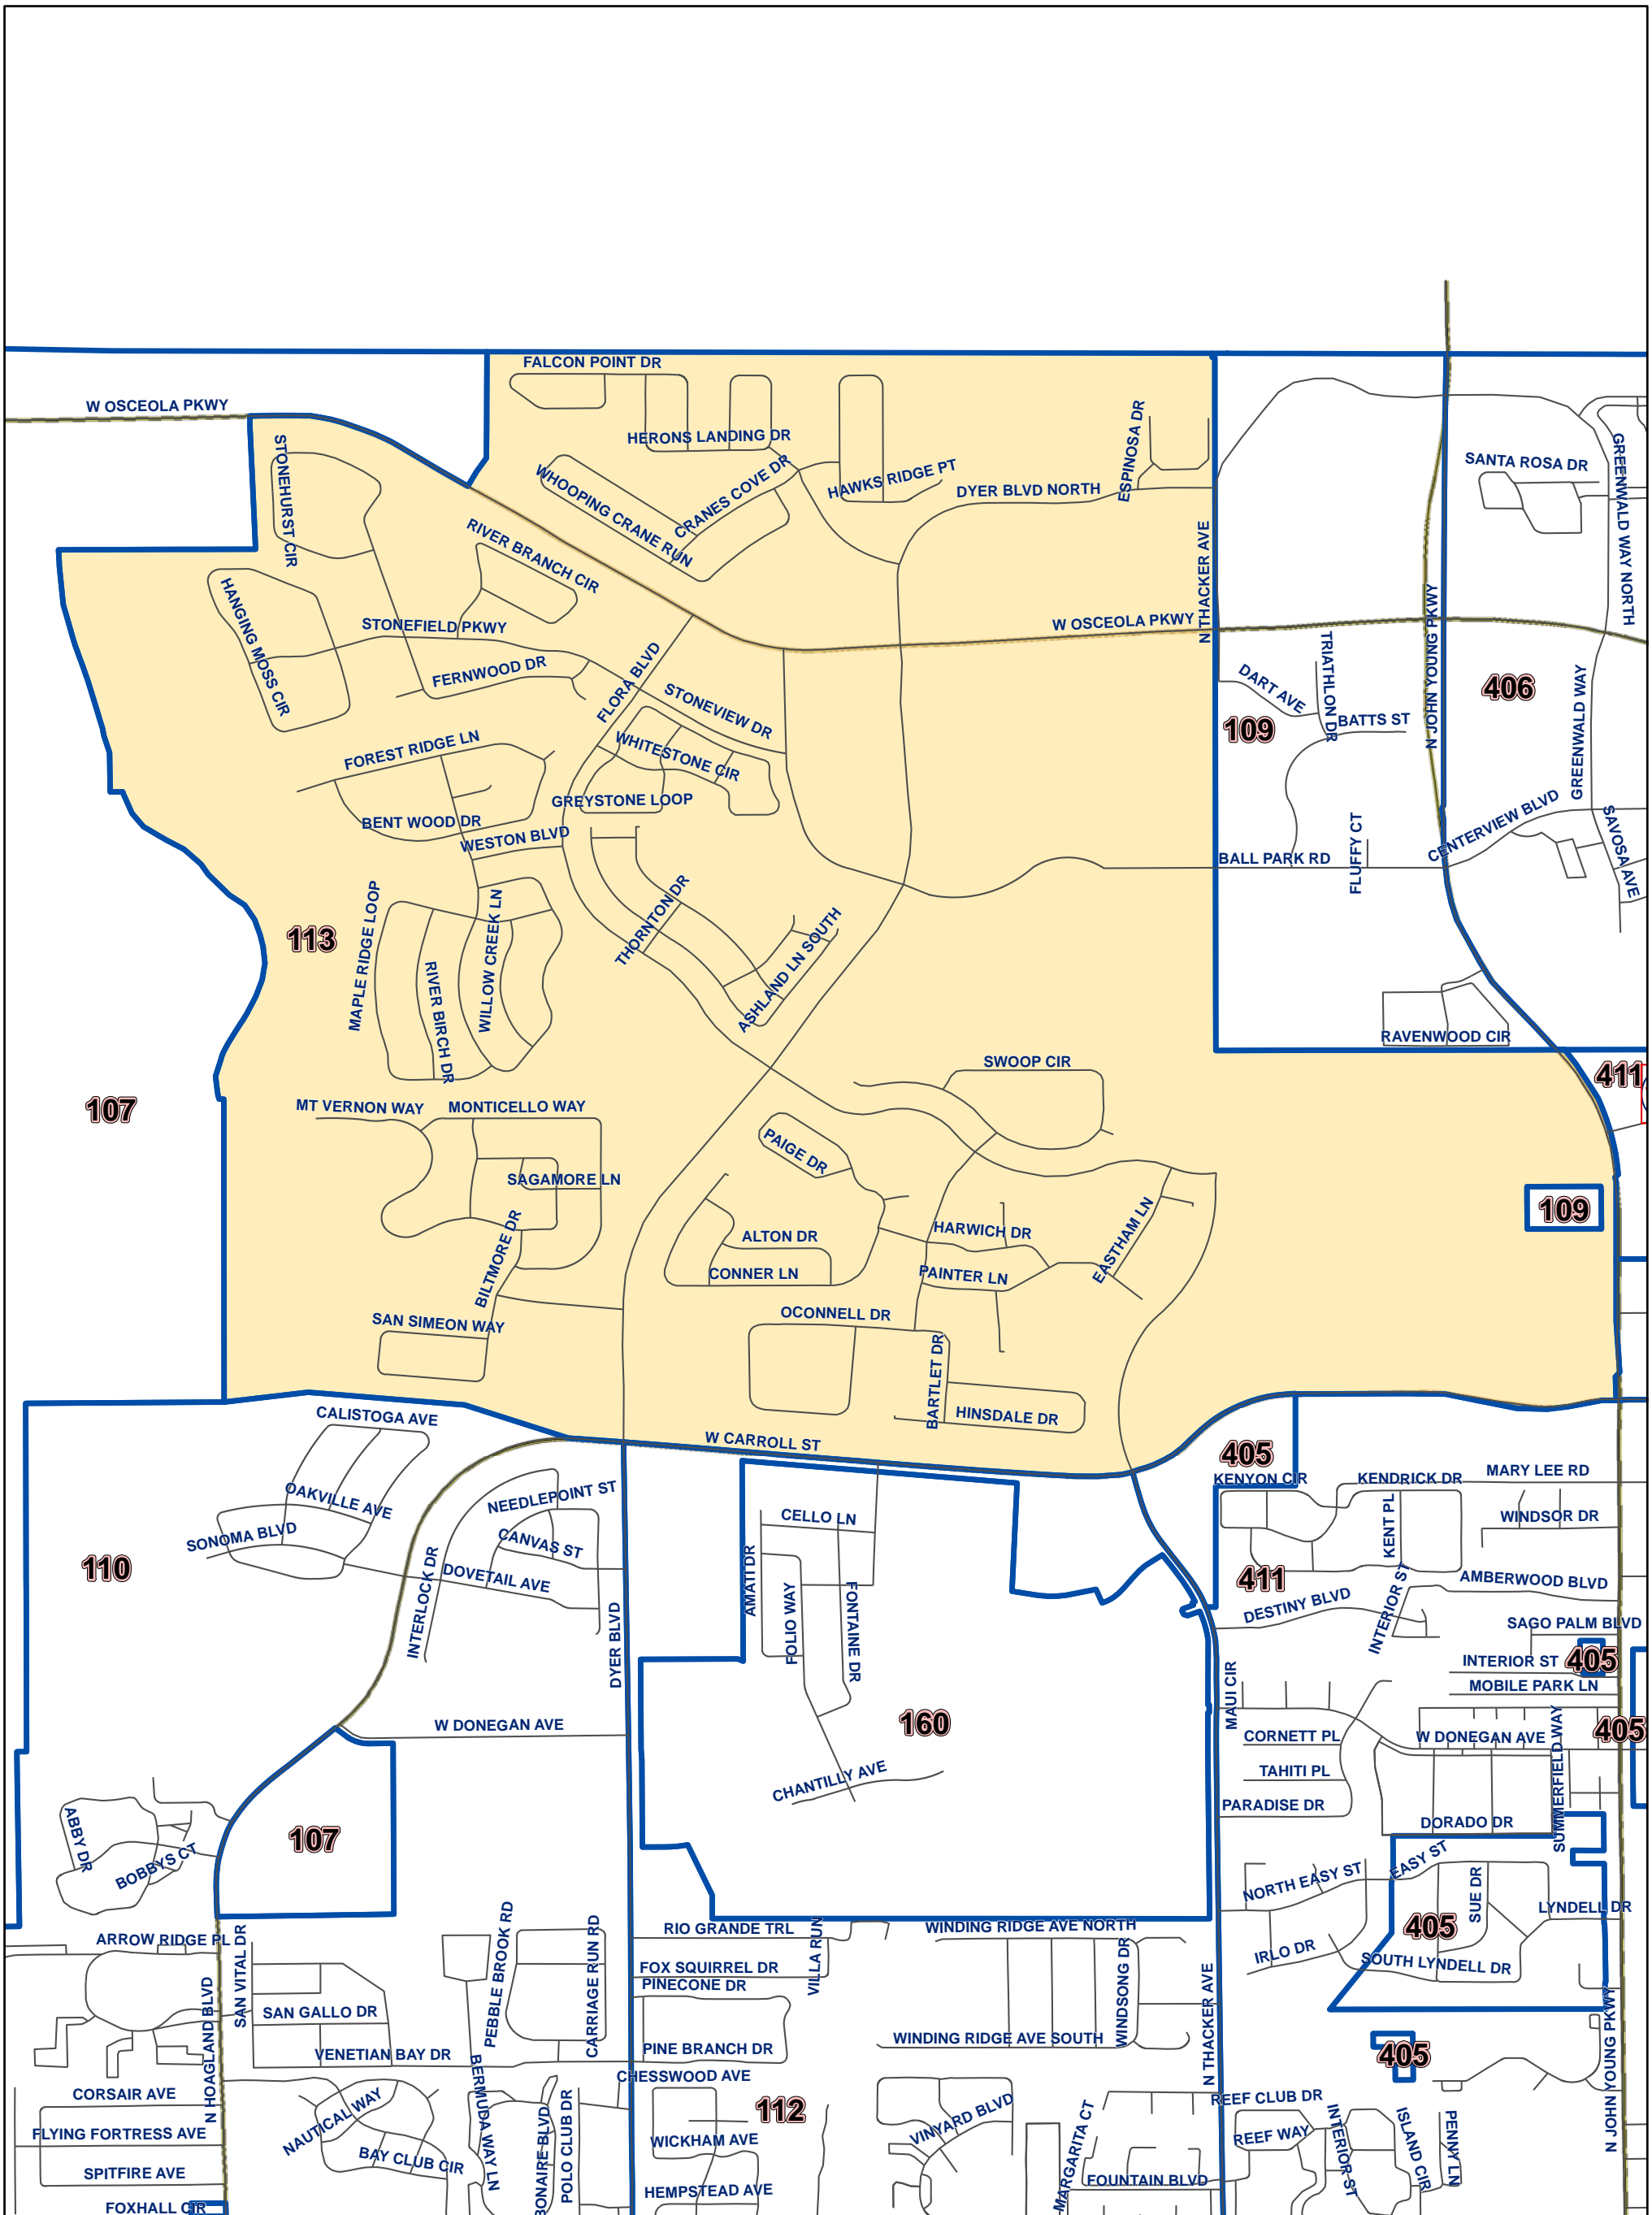 FALCON POINT DR
W OSCEOLA PKWY
HERONS LANDING DR
ESPINOSA DR
STONEHURST CIR
WHOOPING CRANE RUN
CRANES COVE DR
HAWKS RIDGE PT
DYER BLVD NORTH
SANTA ROSA DR
GREENWALD WAY NORTH
RIVER BRANCH CIR
N THACKER AVE
HANGING MOSS CIR
STONEFIELD PKWY
W OSCEOLA PKWY
N JOHN YOUNG PKWY
FERNWOOD DR
FLORA BLVD
STONEVIEW DR
DART AVE
TRIATHLON DR
BATTS ST
109
406
GREENWALD WAY
FOREST RIDGE LN
WHITESTONE CIR
GREYSTONE LOOP
BENT WOOD DR
WESTON BLVD
CENTERVIEW BLVD
SAVOSA AVE
BALL PARK RD
FLUFFY CT
MAPLE RIDGE LOOP
WILLOW CREEK LN
THORNTON DR
113
RIVER BIRCH DR
ASHLAND LN SOUTH
RAVENWOOD CIR
SWOOP CIR
411
107
MT VERNON WAY
MONTICELLO WAY
PAIGE DR
SAGAMORE LN
109
BILTMORE DR
ALTON DR
HARWICH DR
EASTHAM LN
CONNER LN
PAINTER LN
SAN SIMEON WAY
OCONNELL DR
BARTLET DR
HINSDALE DR
CALISTOGA AVE
W CARROLL ST
405
KENYON CIR
KENDRICK DR
MARY LEE RD
OAKVILLE AVE
NEEDLEPOINT ST
CELLO LN
KENT PL
WINDSOR DR
SONOMA BLVD
CANVAS ST
110
INTERLOCK DR
DOVETAIL AVE
AMATI DR
FOLIO WAY
FONTAINE DR
411
AMBERWOOD BLVD
DESTINY BLVD
INTERIOR ST
SAGO PALM BLVD
DYER BLVD
INTERIOR ST
405
MAUI CIR
MOBILE PARK LN
W DONEGAN AVE
160
CORNETT PL
W DONEGAN AVE
405
SUMMERFIELD WAY
CHANTILLY AVE
TAHITI PL
PARADISE DR
ABBY DR
107
DORADO DR
BOBBYS CT
EASY ST
NORTH EASY ST
SUE DR
LYNDELL DR
ARROW RIDGE PL
SAN VITAL DR
PEBBLE BROOK RD
CARRIAGE RUN RD
RIO GRANDE TRL
VILLA RUN
WINDING RIDGE AVE NORTH
405
IRLO DR
SOUTH LYNDELL DR
FOX SQUIRREL DR
PINECONE DR
WINDSONG DR
N HOAGLAND BLVD
SAN GALLO DR
N THACKER AVE
N JOHN YOUNG PKWY
WINDING RIDGE AVE SOUTH
VENETIAN BAY DR
PINE BRANCH DR
405
CHESSWOOD AVE
CORSAIR AVE
NAUTICAL WAY
BERMUDA WAY LN
BONAIRE BLVD
POLO CLUB DR
112
VINYARD BLVD
MARGARITA CT
REEF CLUB DR
FLYING FORTRESS AVE
WICKHAM AVE
REEF WAY
INTERIOR ST
ISLAND CIR
PENNY LN
BAY CLUB CIR
SPITFIRE AVE
HEMPSTEAD AVE
FOUNTAIN BLVD
FOXHALL CIR